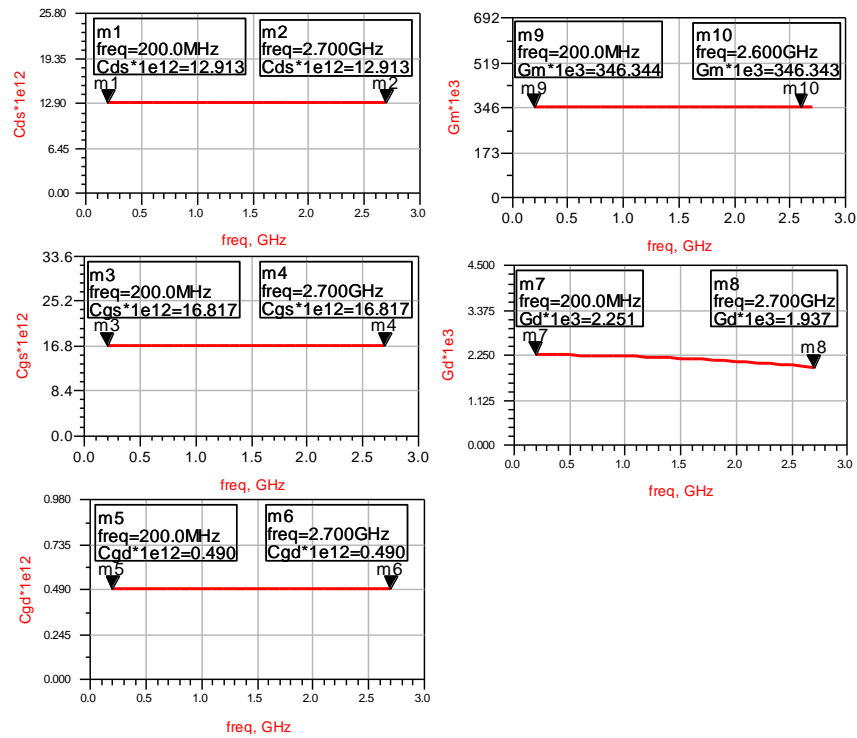 25.80
19.35
12.90
6.45
0.00
Cds*1e12
m1
freq=200.0MHz
Cds*1e12=12.913
m1
m2
freq=2.700GHz
Cds*1e12=12.913
m2
0.0 0.5 1.0 1.5 2.0 2.5 3.0
freq, GHz
692
519
346
173
0
Gm*1e3
m9
freq=200.0MHz
Gm*1e3=346.344
m9
m10
freq=2.600GHz
Gm*1e3=346.343
m10
0.0 0.5 1.0 1.5 2.0 2.5 3.0
freq, GHz
33.6
25.2
16.8
8.4
0.0
Cgs*1e12
m3
freq=200.0MHz
Cgs*1e12=16.817
m3
m4
freq=2.700GHz
Cgs*1e12=16.817
m4
0.0 0.5 1.0 1.5 2.0 2.5 3.0
freq, GHz
4.500
3.375
2.250
1.125
0.000
Gd*1e3
m7
freq=200.0MHz
Gd*1e3=2.251
m7
m8
freq=2.700GHz
Gd*1e3=1.937
m8
0.0 0.5 1.0 1.5 2.0 2.5 3.0
freq, GHz
0.980
0.735
0.490
0.245
0.000
Cgd*1e12
m5
freq=200.0MHz
Cgd*1e12=0.490
m5
m6
freq=2.700GHz
Cgd*1e12=0.490
m6
0.0 0.5 1.0 1.5 2.0 2.5 3.0
freq, GHz